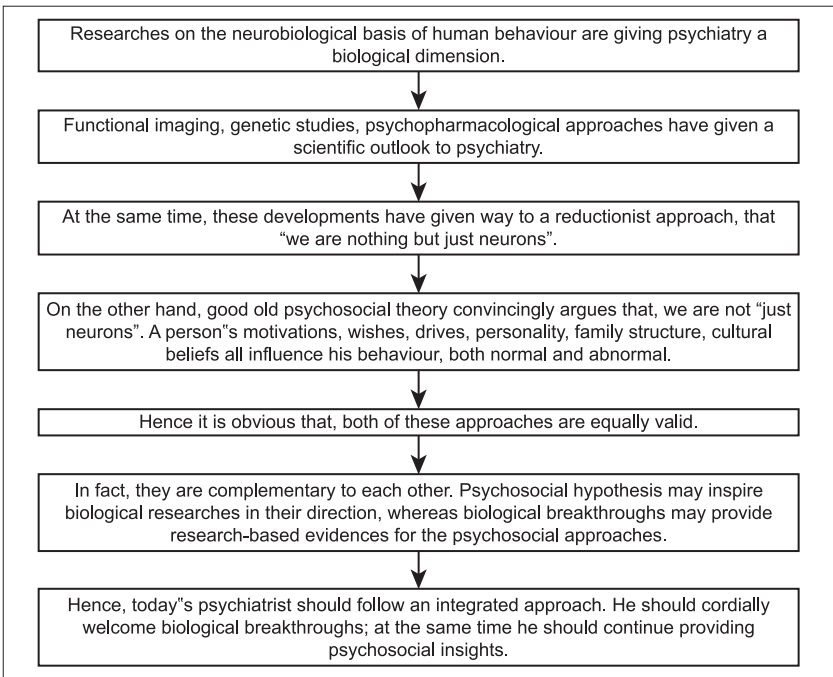 Researches on the neurobiological basis of human behaviour are giving psychiatry a
biological dimension.
Functional imaging, genetic studies, psychopharmacological approaches have given a
scientific outlook to psychiatry.
At the same time, these developments have given way to a reductionist approach, that
“we are nothing but just neurons”.
On the other hand, good old psychosocial theory convincingly argues that, we are not “just
neurons”. A person‟s motivations, wishes, drives, personality, family structure, cultural
beliefs all influence his behaviour, both normal and abnormal.
Hence it is obvious that, both of these approaches are equally valid.
In fact, they are complementary to each other. Psychosocial hypothesis may inspire
biological researches in their direction, whereas biological breakthroughs may provide
research-based evidences for the psychosocial approaches.
Hence, today‟s psychiatrist should follow an integrated approach. He should cordially
welcome biological breakthroughs; at the same time he should continue providing
psychosocial insights.